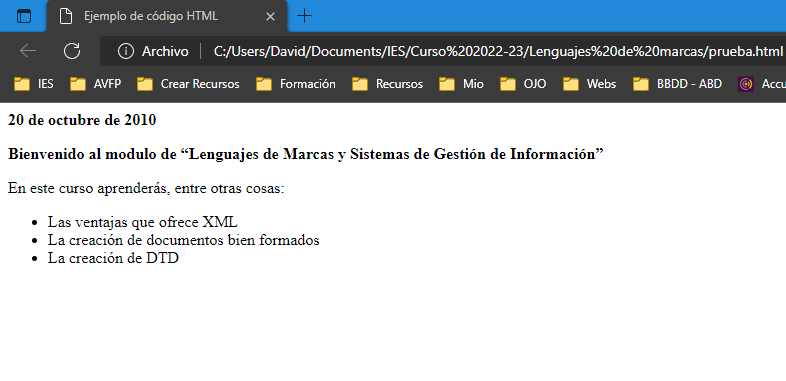 Ejemplo de código HTML
Archivo C:/Users/David/Documents/IES/Curso%202022-23/Lenguajes%20de%20marcas/prueba.html
IES AVFP Crear Recursos Formación Recursos Mio OJO Webs BBDD - ABD Accu
20 de octubre de 2010
Bienvenido al modulo de “Lenguajes de Marcas y Sistemas de Gestión de Información”
En este curso aprenderás, entre otras cosas:
Las ventajas que ofrece XML
La creación de documentos bien formados
La creación de DTD